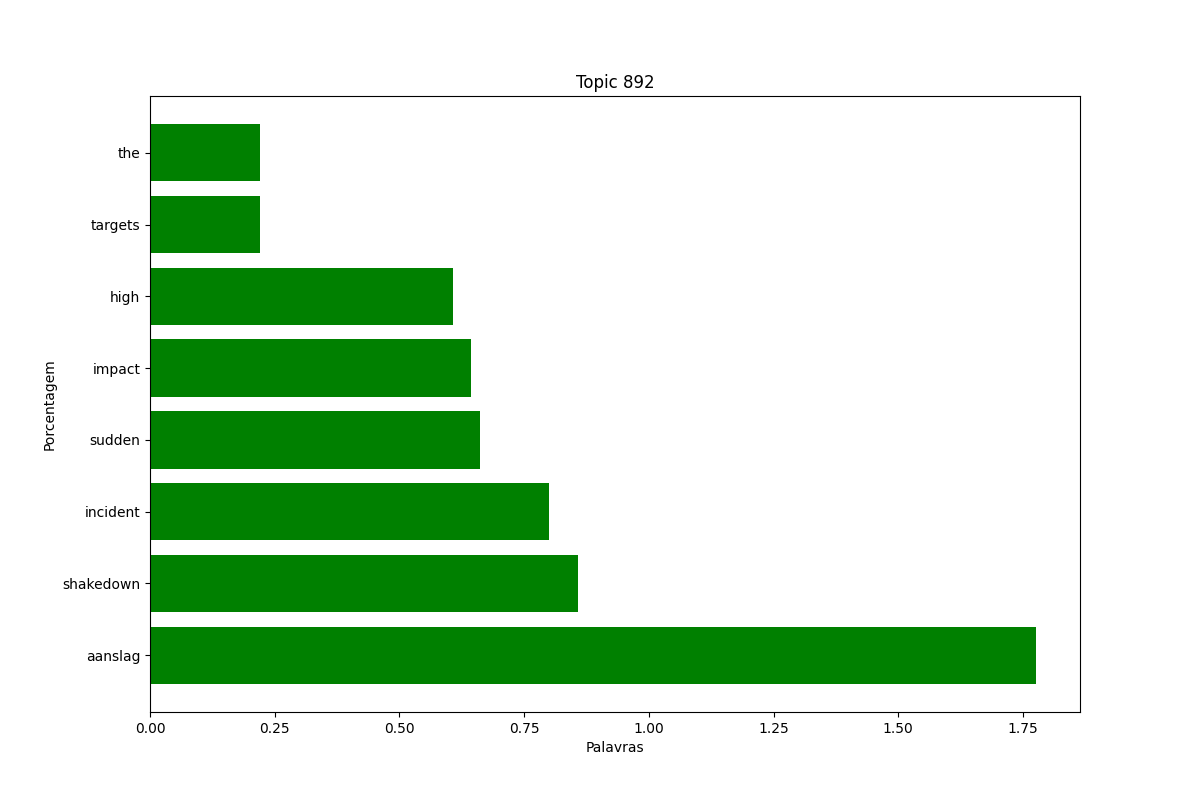 Topic 892
the
targets
high
impact
sudden
incident
shakedown
aanslag
Porcentagem
0.00 0.25 0.50 0.75 1.00 1.25 1.50 1.75
Palavras